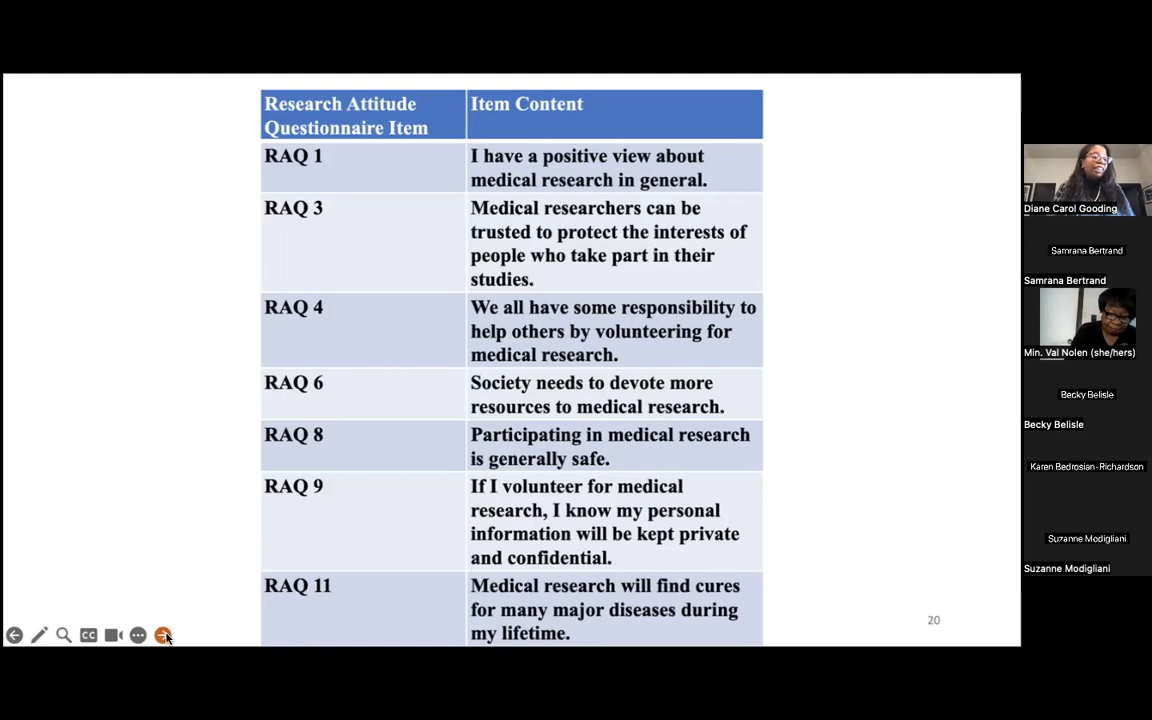 Research Attitude
Questionnaire Item
Item Content
RAQ 1
I have a positive view about
medical research in general.
RAQ 3
Medical researchers can be
trusted to protect the interests of
people who take part in their
studies.
RAQ 4
We all have some responsibility to
help others by volunteering for
medical research.
RAQ 6
Society needs to devote more
resources to medical research.
RAQ 8
Participating in medical research
is generally safe.
RAQ 9
If I volunteer for medical
research, I know my personal
information will be kept private
and confidential.
RAQ 11
Medical research will find cures
for many major diseases during
my lifetime.
20
CC
Diane Carol Gooding
Samrana Bertrand
Samrana Bertrand
Min. Val Nolen (she/hers)
Becky Belisle
Becky Belisle
Karen Bedrosian-Richardson
Suzanne Modigliani
Suzanne Modigliani